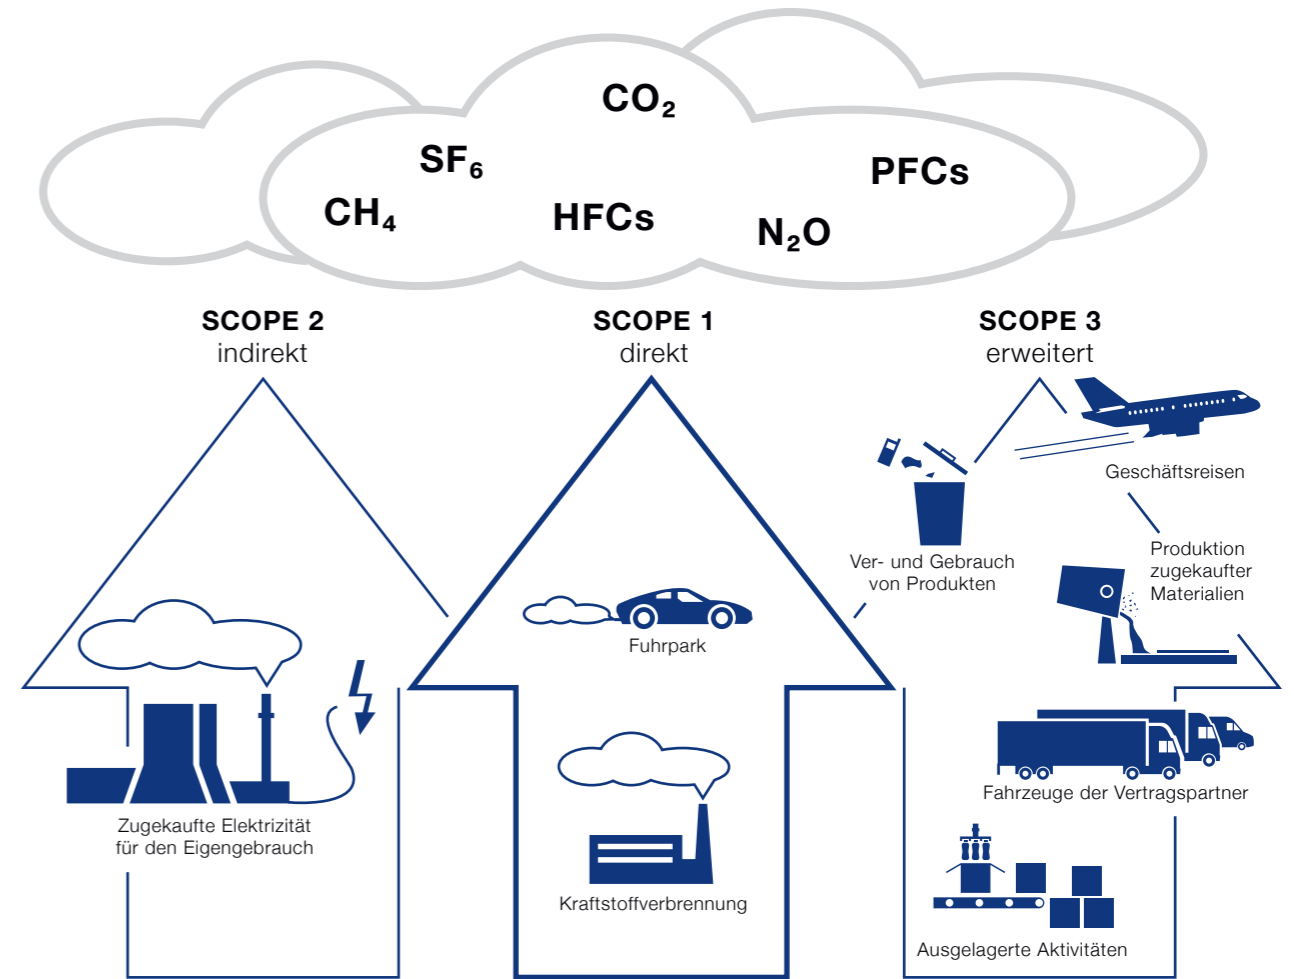 CO₂
SF₆
PFCs
CH₄
HFCs
N₂O
SCOPE 2
indirekt
SCOPE 1
direkt
SCOPE 3
erweitert
Geschäftsreisen
Ver- und Gebrauch
von Produkten
Produktion
zugekaufter
Materialien
Fuhrpark
Fahrzeuge der Vertragspartner
Zugekaufte Elektrizität
für den Eigengebrauch
Kraftstoffverbrennung
Ausgelagerte Aktivitäten